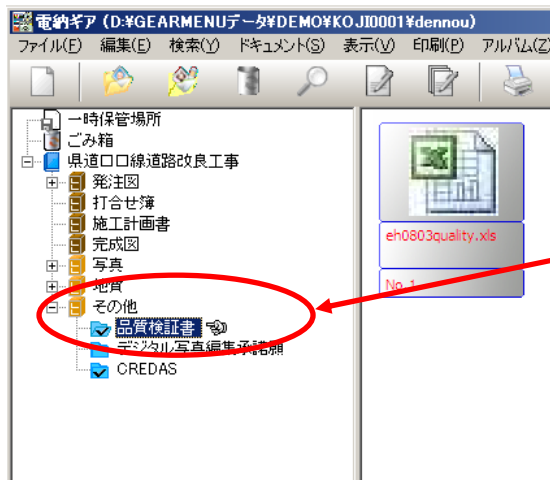 電納ギア (D:¥GEARMENUデータ¥DEMO¥KOJI0001¥dennou)
ファイル(F) 編集(E) 検索(Y) ドキュメント(S) 表示(V) 印刷(P) アルバム(Z)
一時保管場所
ごみ箱
県道口口線道路改良工事
発注図
打合せ簿
施工計画書
完成図
写真
地質
その他
品質検証書
デジタル写真編集承諾願
CREDAS
eh0803quality.xls
No. 1